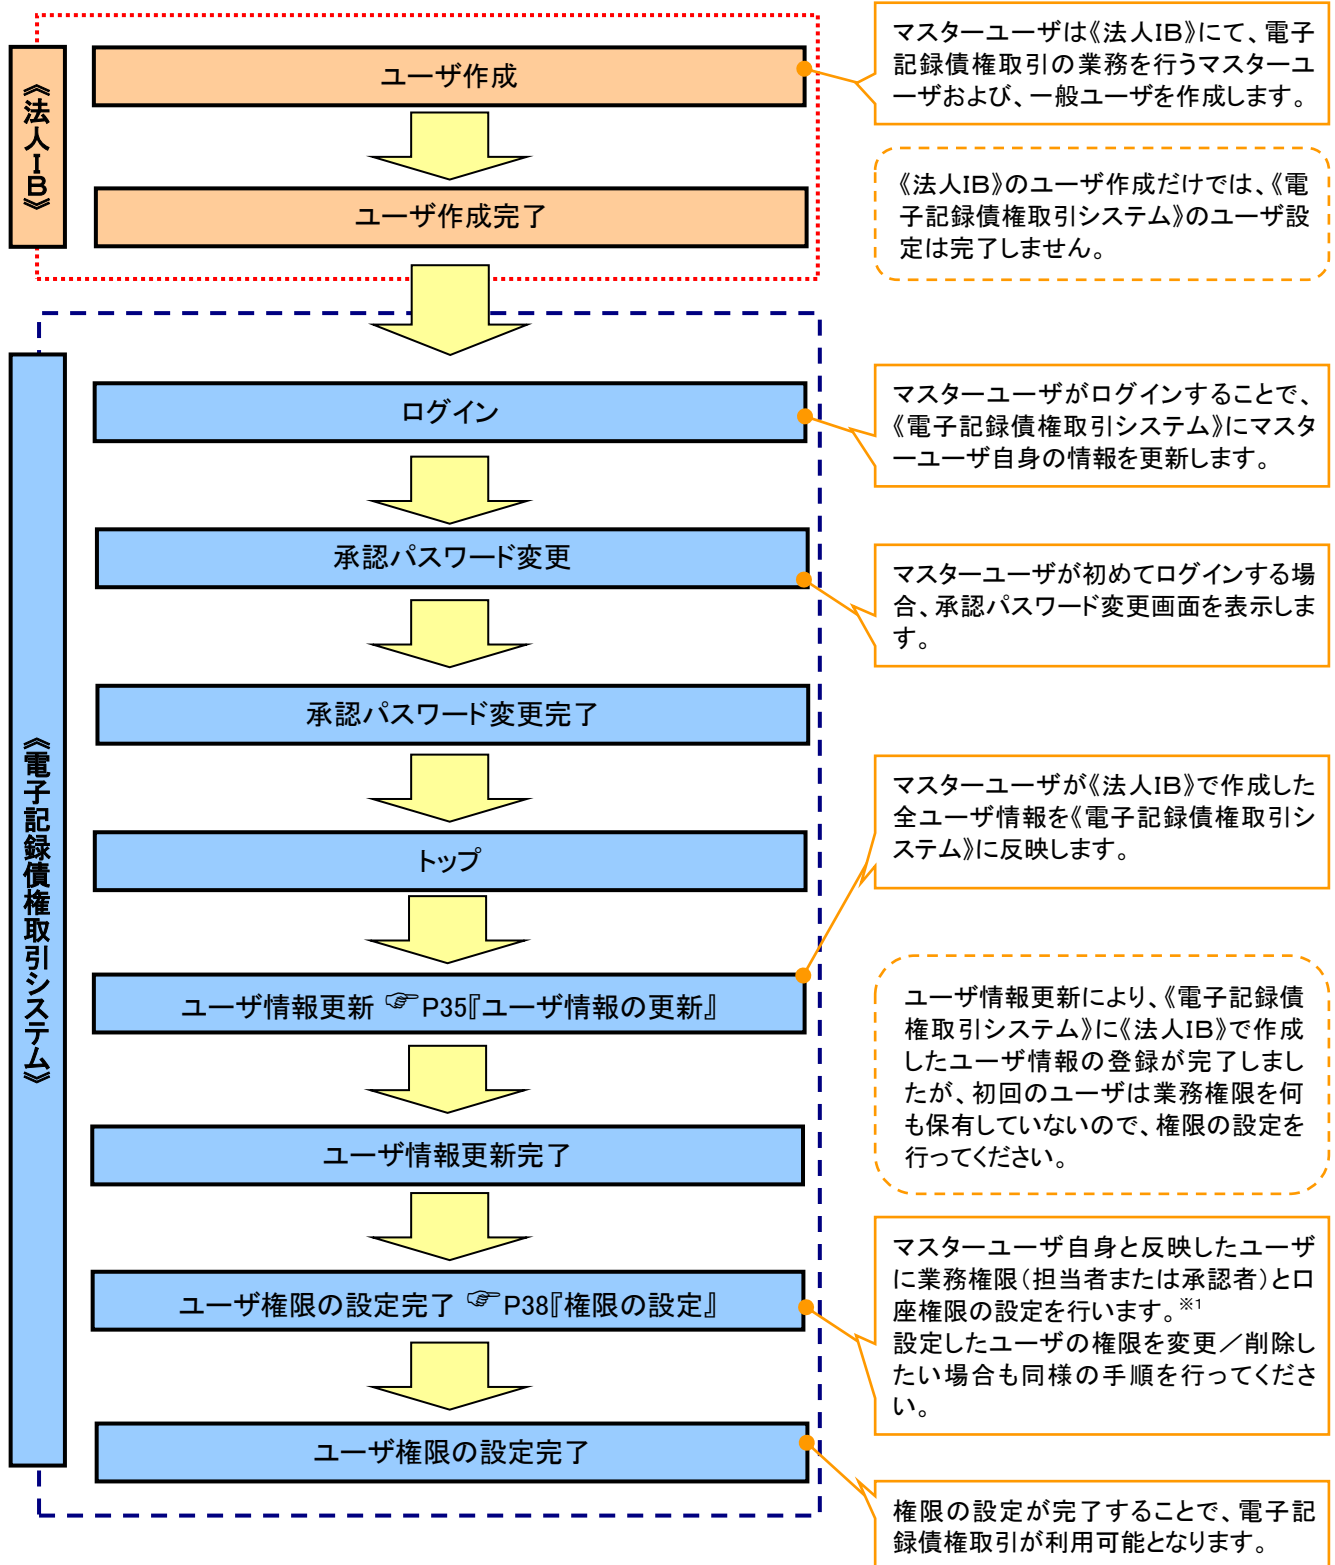 《法人ＩＢ》
ユーザ作成
マスターユーザは《法人IB》にて、電子
記録債権取引の業務を行うマスターユ
ーザおよび、一般ユーザを作成します。
ユーザ作成完了
《法人IB》のユーザ作成だけでは、《電
子記録債権取引システム》のユーザ設
定は完了しません。
《電子記録債権取引システム》
ログイン
マスターユーザがログインすることで、
《電子記録債権取引システム》にマスタ
ーユーザ自身の情報を更新します。
承認パスワード変更
マスターユーザが初めてログインする場
合、承認パスワード変更画面を表示しま
す。
承認パスワード変更完了
トップ
マスターユーザが《法人IB》で作成した
全ユーザ情報を《電子記録債権取引シ
ステム》に反映します。
ユーザ情報更新 ☞P35『ユーザ情報の更新』
ユーザ情報更新により、《電子記録債
権取引システム》に《法人IB》で作成
したユーザ情報の登録が完了しまし
たが、初回のユーザは業務権限を何
も保有していないので、権限の設定を
行ってください。
ユーザ情報更新完了
ユーザ権限の設定完了 ☞P38『権限の設定』
マスターユーザ自身と反映したユーザ
に業務権限（担当者または承認者）と口
座権限の設定を行います。※1
設定したユーザの権限を変更／削除し
たい場合も同様の手順を行ってくださ
い。
ユーザ権限の設定完了
権限の設定が完了することで、電子記
録債権取引が利用可能となります。